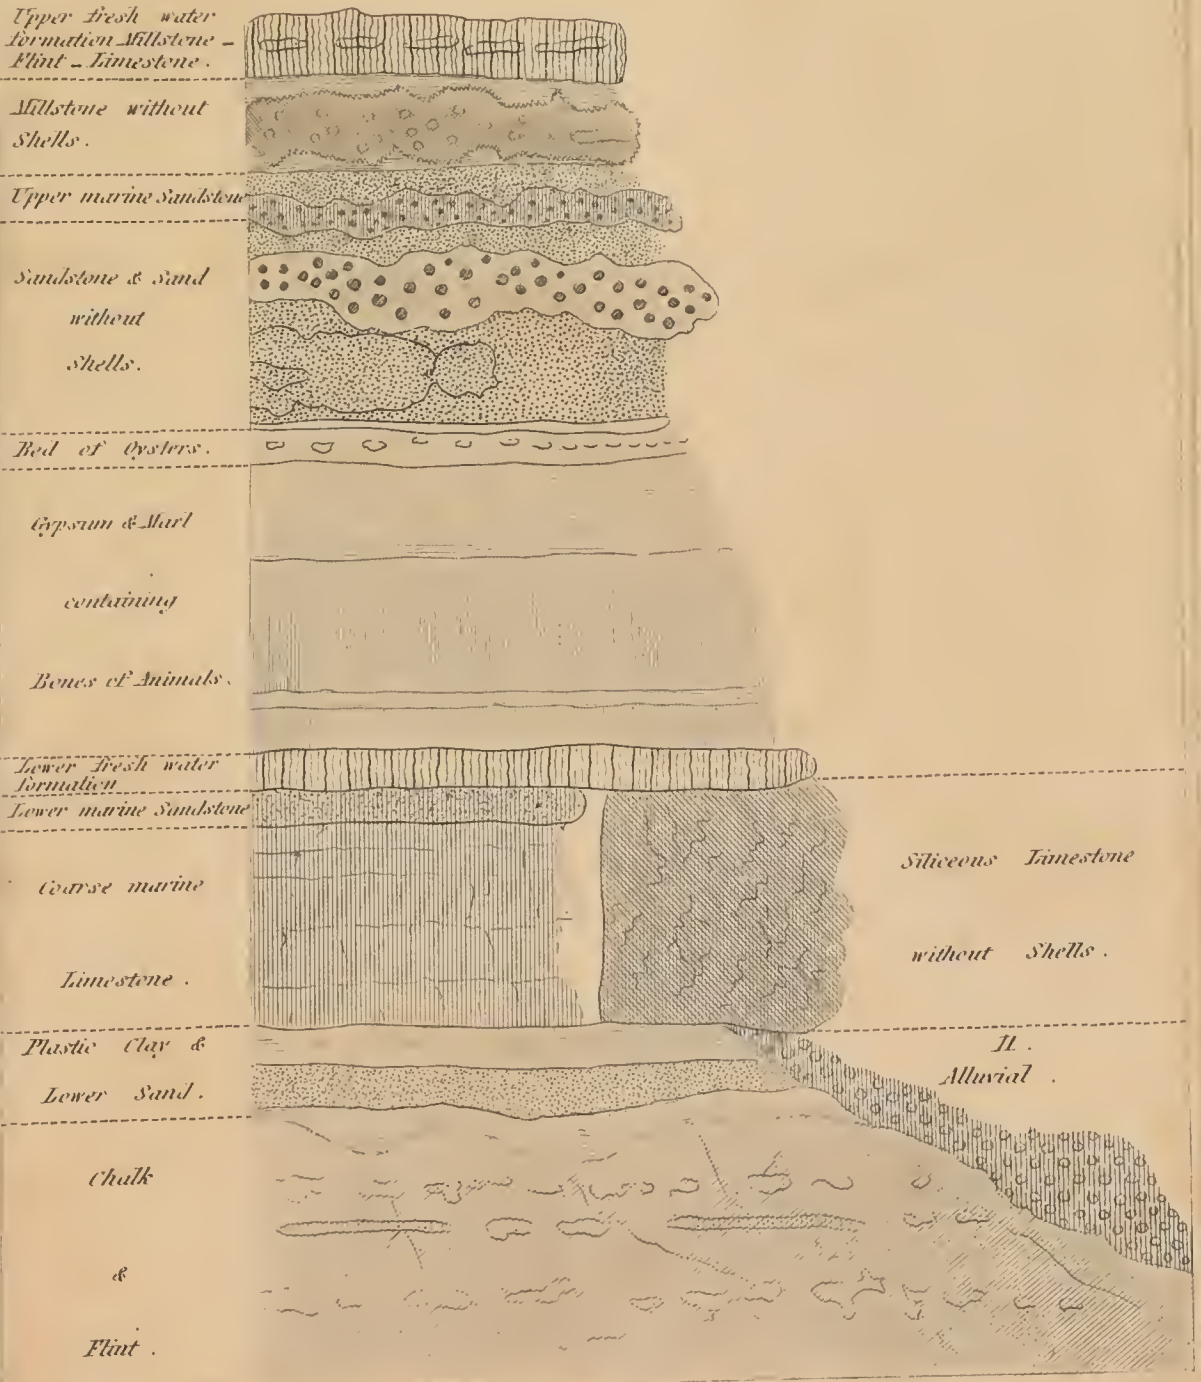 Upper fresh water
formation Millstone -
Flint - Limestone.
Millstone without
Shells.
Upper marine Sandstone
Sandstone & Sand
without
Shells.
Bed of Oysters.
Gypsum & Marl
containing
Bones of Animals.
Lower fresh water
formation
Lower marine Sandstone
Coarse marine
Limestone.
Siliceous Limestone
without Shells.
Plastic Clay &
Lower Sand.
11.
Alluvial.
Chalk
&
Flint.